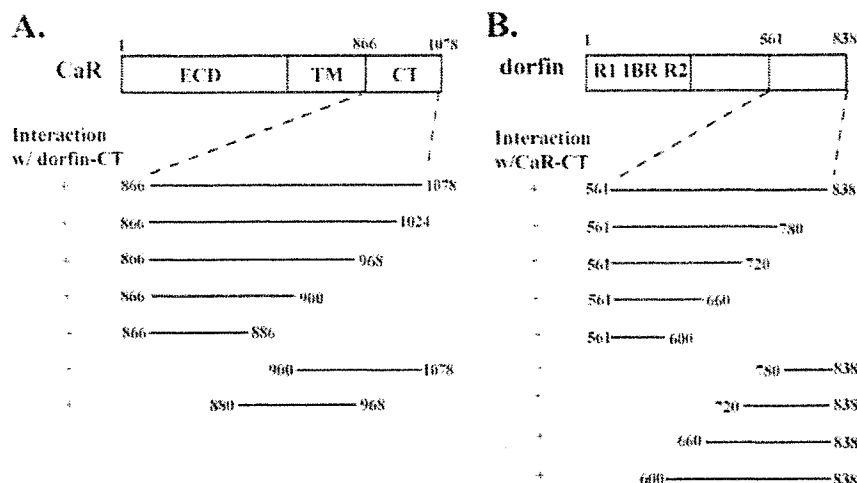 A.
1 866 1078
CaR ECD TM CT
Interaction
w/ dorfin-CT
+ 866 1078
+ 866 1024
+ 866 968
866 900
- 866 886
- 900 1078
+ 880 968
B.
1 561 838
dorfin R1 IBR R2
Interaction
w/CaR-CT
+ 561 838
- 561 780
- 561 720
- 561 660
- 561 600
- 780 838
720 838
+ 660 838
+ 600 838